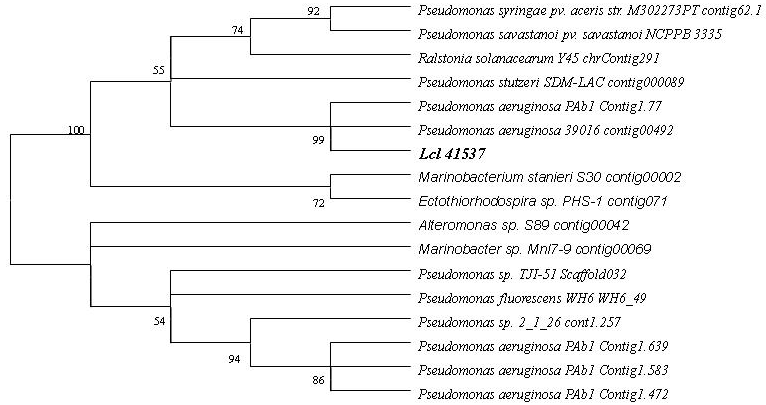 92
Pseudomonas syringae pv. aceris str. M302273PT contig62.1
74
Pseudomonas savastanoi pv. savastanoi NCPPB 3335
Ralstonia solanacearum Y45 chrContig291
55
Pseudomonas stutzeri SDM-LAC contig000089
Pseudomonas aeruginosa PAb1 Contig1.77
100
Pseudomonas aeruginosa 39016 contig00492
99
Lcl 41537
Marinobacterium stanieri S30 contig00002
72
Ectothiorhodospira sp. PHS-1 contig071
Alteromonas sp. S89 contig00042
Marinobacter sp. MnI7-9 contig00069
Pseudomonas sp. TJI-51 Scaffold032
Pseudomonas fluorescens WH6 WH6_49
54
Pseudomonas sp. 2_1_26 cont1.257
Pseudomonas aeruginosa PAb1 Contig1.639
94
Pseudomonas aeruginosa PAb1 Contig1.583
86
Pseudomonas aeruginosa PAb1 Contig1.472